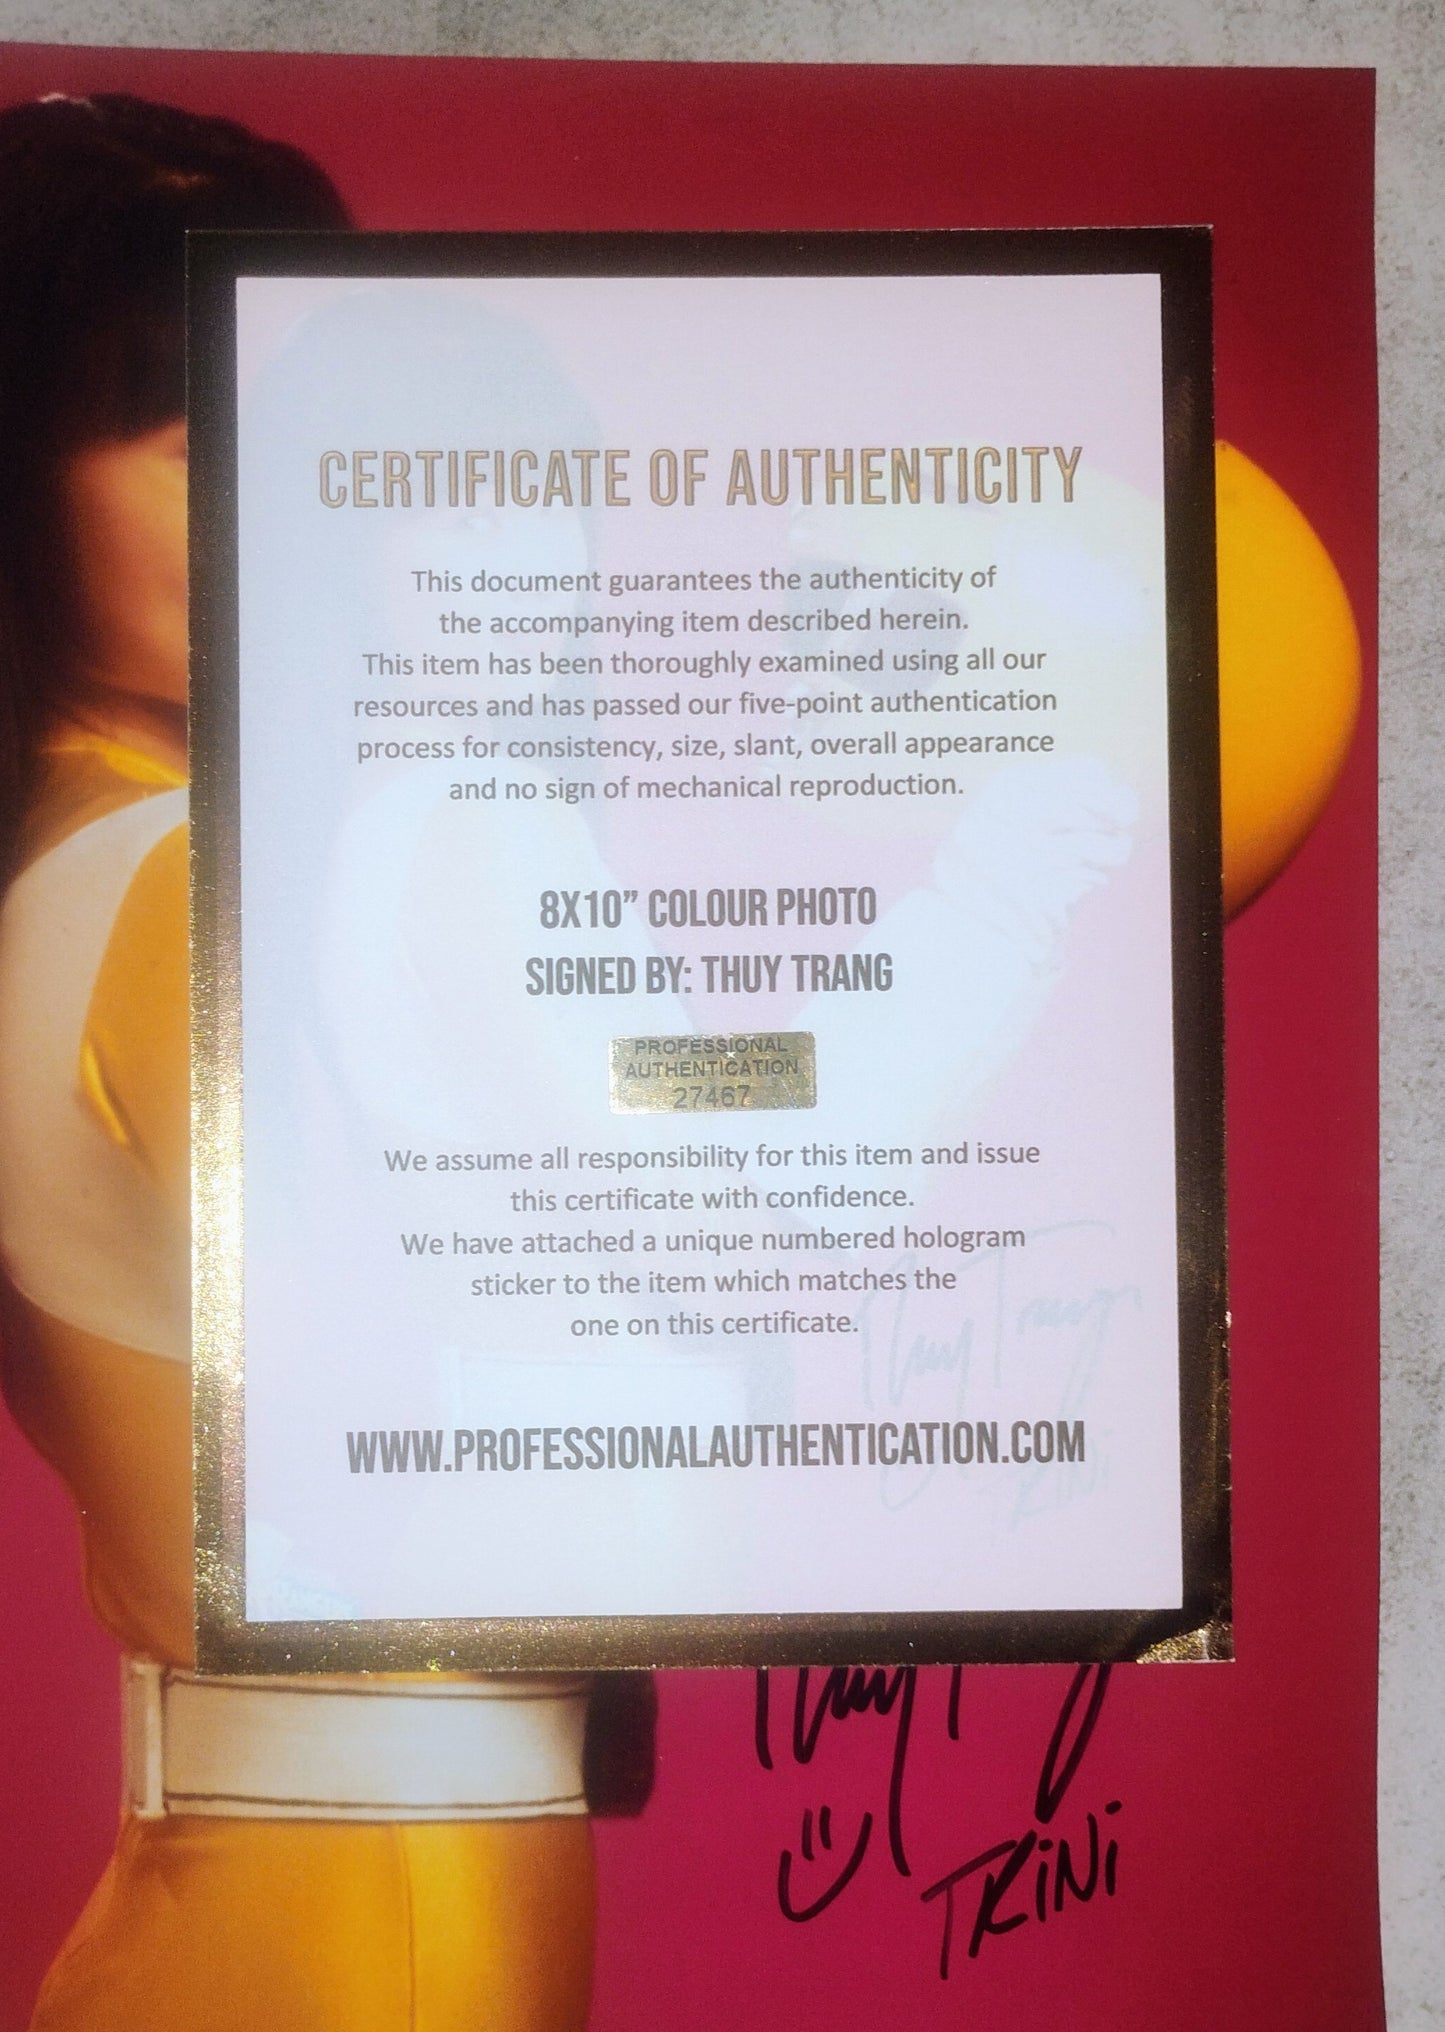 CERTIFICATE OF AUTHENTICITY
This document guarantees the authenticity of
the accompanying item described herein.
This item has been thoroughly examined using all our
resources and has passed our five-point authentication
process for consistency, size, slant, overall appearance
and no sign of mechanical reproduction.
8X10” COLOUR PHOTO
SIGNED BY: THUY TRANG
PROFESSIONAL
AUTHENTICATION
27467
We assume all responsibility for this item and issue
this certificate with confidence.
We have attached a unique numbered hologram
sticker to the item which matches the
one on this certificate.
WWW.PROFESSIONALAUTHENTICATION.COM
Thuy Trang
TRiNi